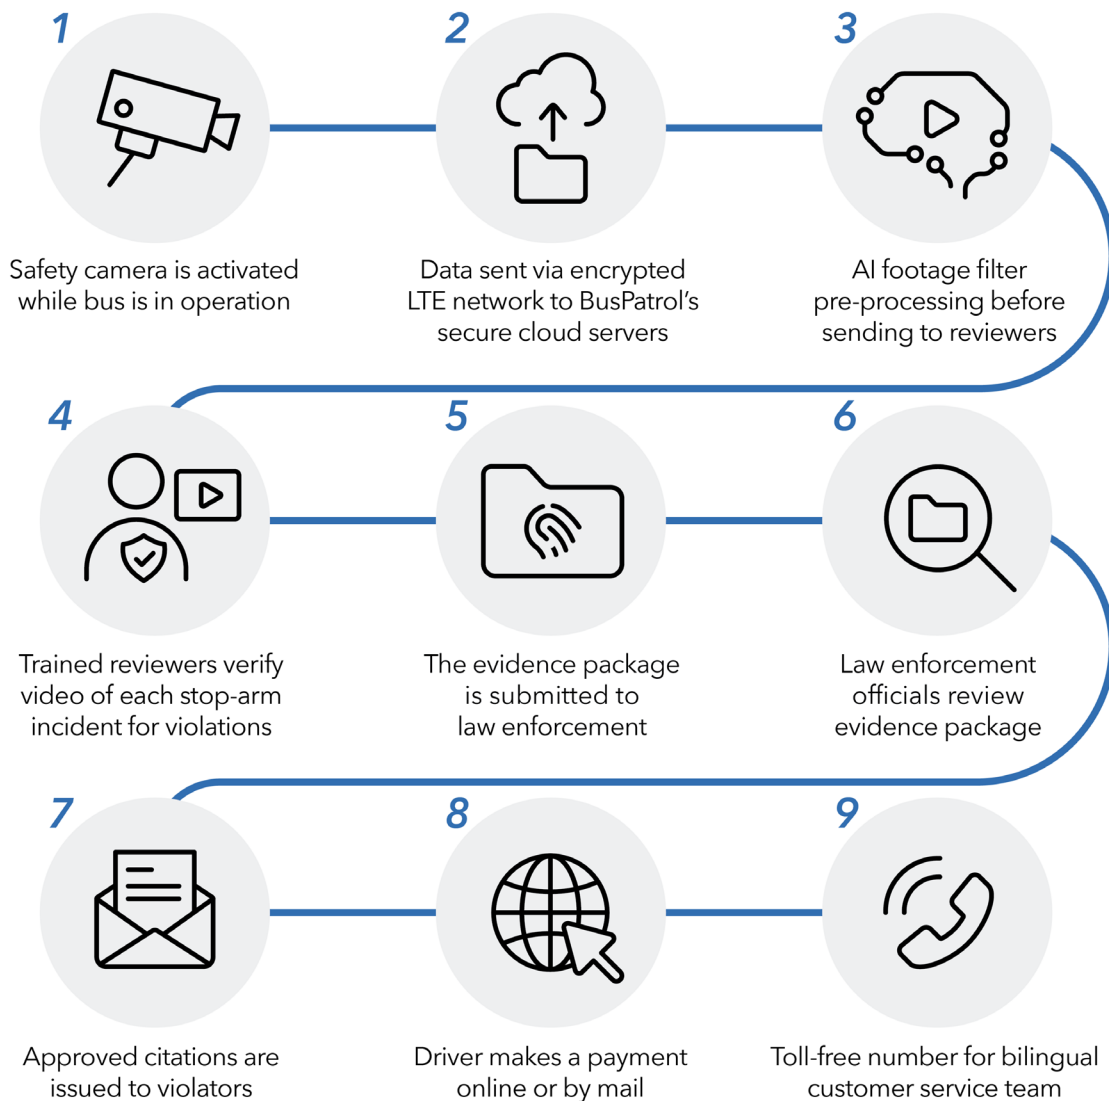 1
Safety camera is activated
while bus is in operation
2
Data sent via encrypted
LTE network to BusPatrol’s
secure cloud servers
3
AI footage filter
pre-processing before
sending to reviewers
4
Trained reviewers verify
video of each stop-arm
incident for violations
5
The evidence package
is submitted to
law enforcement
6
Law enforcement
officials review
evidence package
7
Approved citations are
issued to violators
8
Driver makes a payment
online or by mail
9
Toll-free number for bilingual
customer service team